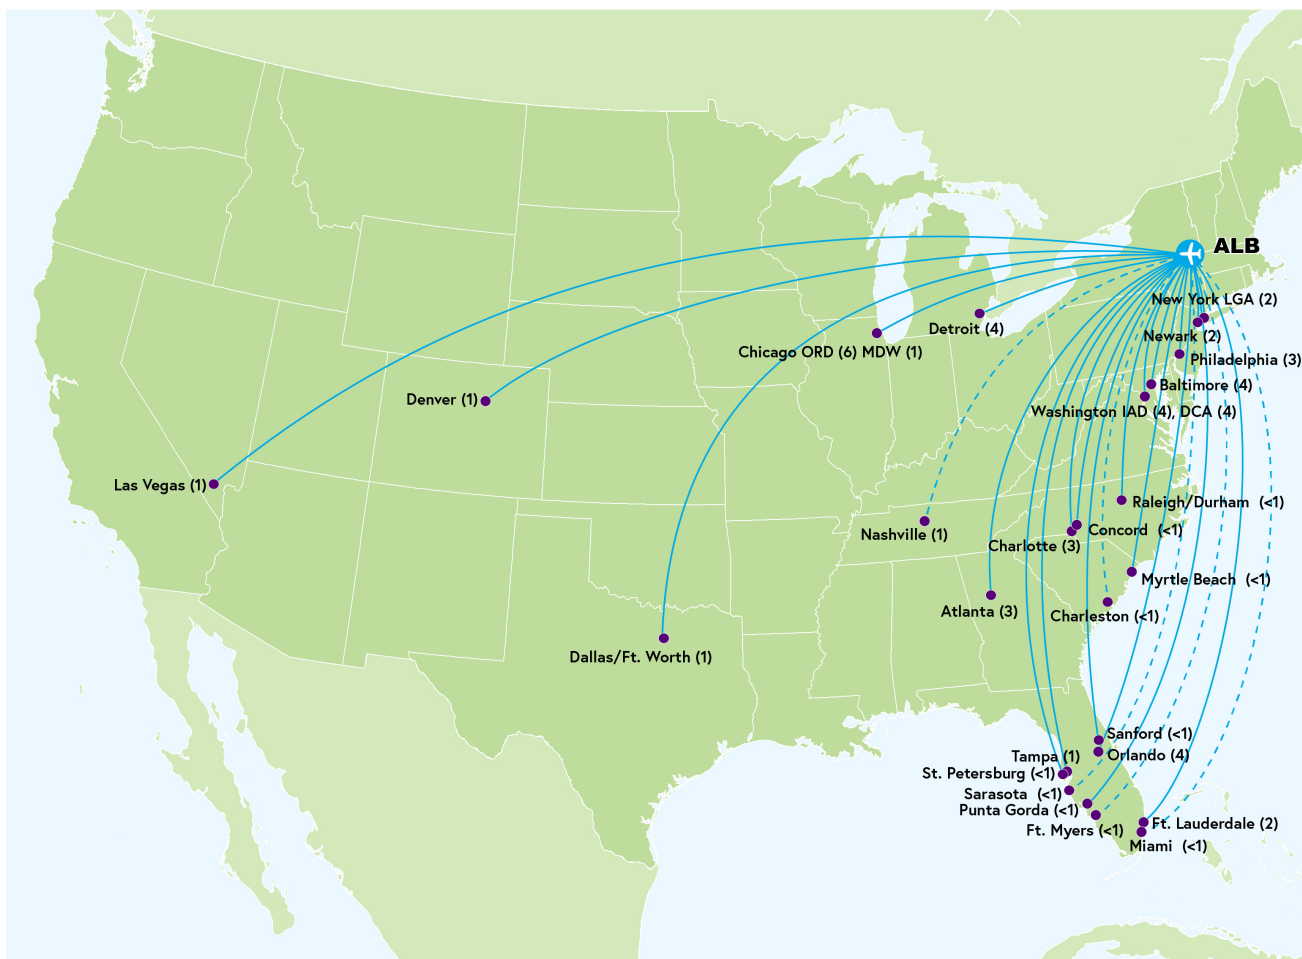 ALB
New York LGA (2)
Detroit (4)
Newark (2)
Chicago ORD (6) MDW (1)
Philadelphia (3)
Baltimore (4)
Denver (1)
Washington IAD (4), DCA (4)
Las Vegas (1)
Raleigh/Durham (<1)
Concord (<1)
Nashville (1)
Charlotte (3)
Myrtle Beach (<1)
Atlanta (3)
Charleston (<1)
Dallas/Ft. Worth (1)
Sanford (<1)
Tampa (1)
Orlando (4)
St. Petersburg (<1)
Sarasota (<1)
Punta Gorda (<1)
Ft. Lauderdale (2)
Ft. Myers (<1)
Miami (<1)